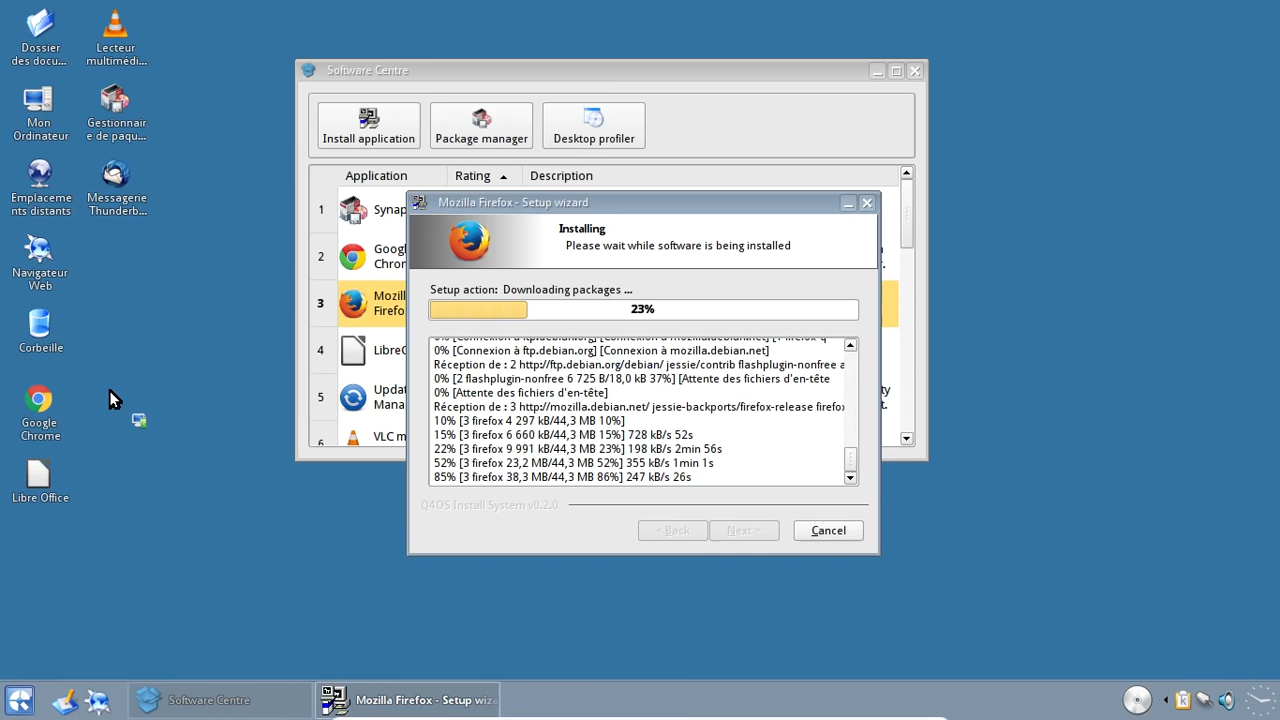 Dossier
des docu...
Lecteur
multimédi...
Mon
Ordinateur
Gestionnair
e de paqu...
Emplaceme
nts distants
Messagerie
Thunderb...
Navigateur
Web
Corbeille
Google
Chrome
Libre Office
Software Centre
Install application
Package manager
Desktop profiler
Application
Rating
Description
1
Synap
2
Goog
Chro
3
Mozill
Firefo
4
LibreO
5
Updat
Mana
6
VLC m
Mozilla Firefox - Setup wizard
Installing
Please wait while software is being installed
Setup action: Downloading packages ...
23%
0% [Connexion à ftp.debian.org] [Connexion à mozilla.debian.net]
Réception de : 2 http://ftp.debian.org/debian/ jessie/contrib flashplugin-nonfree a
0% [2 flashplugin-nonfree 6 725 B/18,0 kB 37%] [Attente des fichiers d'en-tête
0% [Attente des fichiers d'en-tête]
Réception de : 3 http://mozilla.debian.net/ jessie-backports/firefox-release firefox
10% [3 firefox 4 297 kB/44,3 MB 10%]
15% [3 firefox 6 660 kB/44,3 MB 15%] 728 kB/s 52s
22% [3 firefox 9 991 kB/44,3 MB 23%] 198 kB/s 2min 56s
52% [3 firefox 23,2 MB/44,3 MB 52%] 355 kB/s 1min 1s
85% [3 firefox 38,3 MB/44,3 MB 86%] 247 kB/s 26s
Q4OS Install System v0.2.0
< Back
Next >
Cancel
Software Centre
Mozilla Firefox - Setup wiz